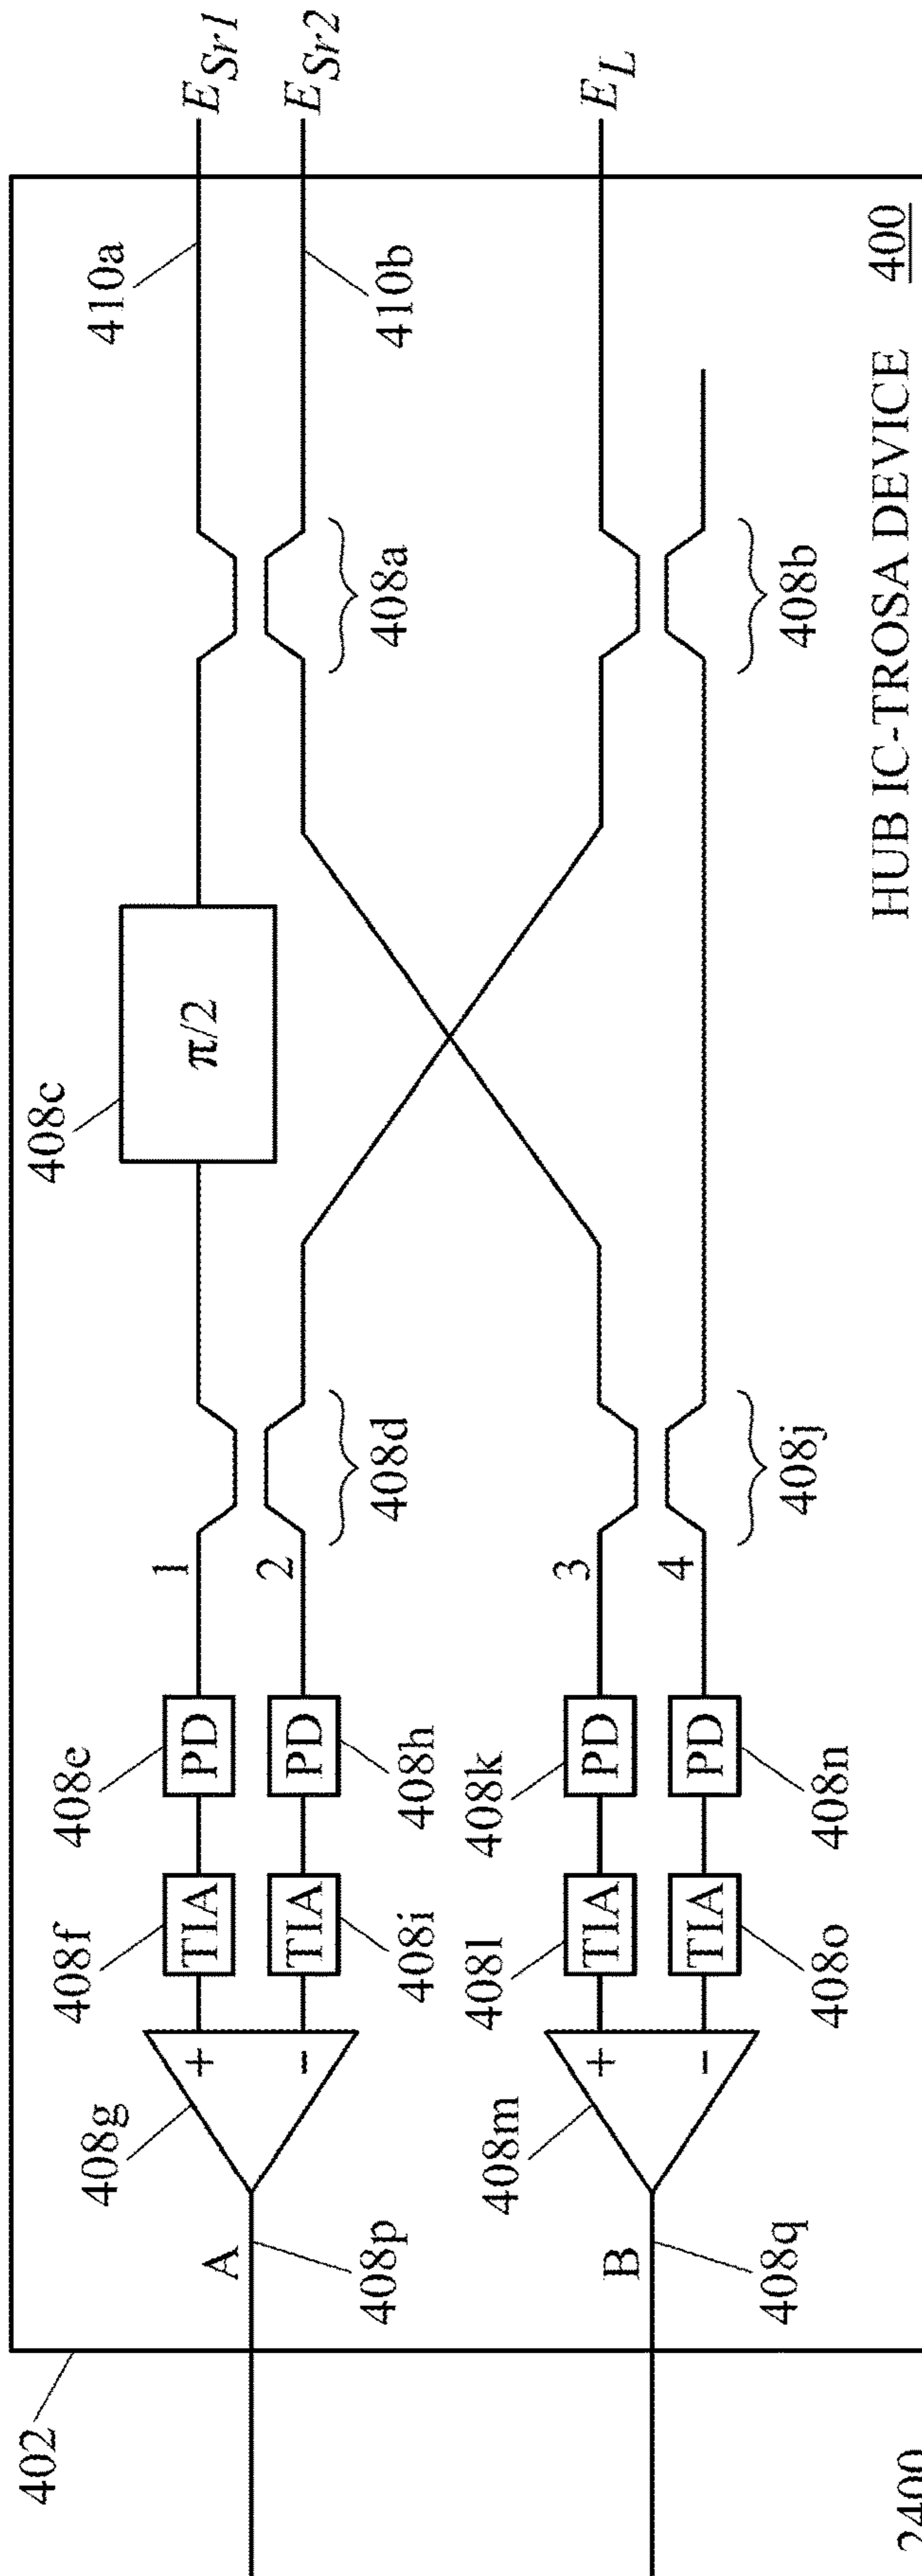 402
408c
408g
408f
408e
410a
1
+
TIA
PD
π/2
E_Sr1
A
2
−
TIA
PD
E_Sr2
408p
408i
408h
408d
408a
410b
408m
408l
408k
3
+
TIA
PD
E_L
B
4
−
TIA
PD
408q
408o
408n
408j
408b
HUB IC-TROSA DEVICE 400
2400